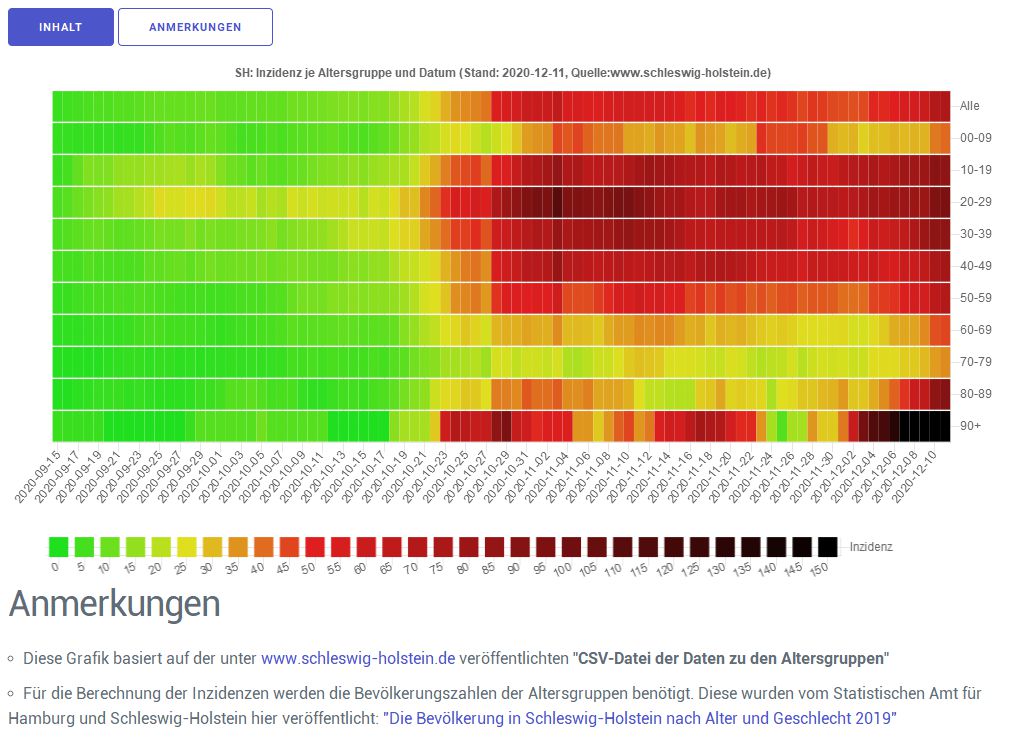 INHALT
ANMERKUNGEN
SH: Inzidenz je Altersgruppe und Datum (Stand: 2020-12-11, Quelle:www.schleswig-holstein.de)
Alle
00-09
10-19
20-29
30-39
40-49
50-59
60-69
70-79
80-89
90+
2020-09-15 2020-09-17 2020-09-19 2020-09-21 2020-09-23 2020-09-25 2020-09-27 2020-09-29 2020-10-01 2020-10-03 2020-10-05 2020-10-07 2020-10-09 2020-10-11 2020-10-13 2020-10-15 2020-10-17 2020-10-19 2020-10-21 2020-10-23 2020-10-25 2020-10-27 2020-10-29 2020-10-31 2020-11-02 2020-11-04 2020-11-06 2020-11-08 2020-11-10 2020-11-12 2020-11-14 2020-11-16 2020-11-18 2020-11-20 2020-11-22 2020-11-24 2020-11-26 2020-11-28 2020-11-30 2020-12-02 2020-12-04 2020-12-06 2020-12-08 2020-12-10
Inzidenz
0 5 10 15 20 25 30 35 40 45 50 55 60 65 70 75 80 85 90 95 100 105 110 115 120 125 130 135 140 145 150
Anmerkungen
Diese Grafik basiert auf der unter www.schleswig-holstein.de veröffentlichten "CSV-Datei der Daten zu den Altersgruppen"
Für die Berechnung der Inzidenzen werden die Bevölkerungszahlen der Altersgruppen benötigt. Diese wurden vom Statistischen Amt für
Hamburg und Schleswig-Holstein hier veröffentlicht: "Die Bevölkerung in Schleswig-Holstein nach Alter und Geschlecht 2019"